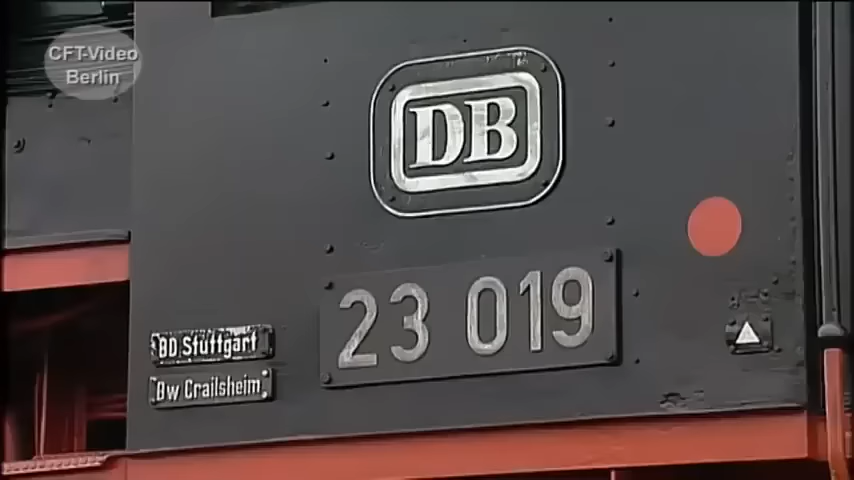 CFT-Video
Berlin
DB
23 019
BD Stuttgart
Bw Crailsheim